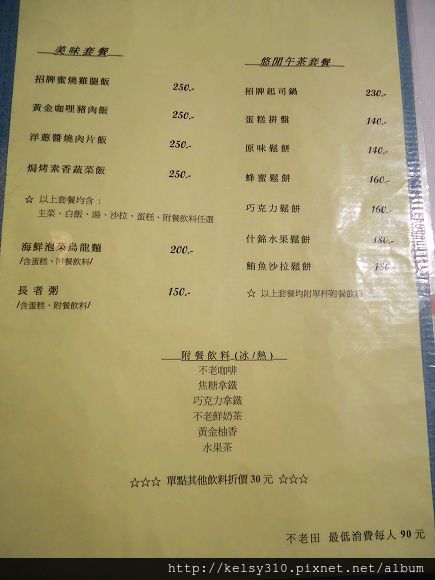 美味套餐
招牌蜜燒雞腿飯 250.-
黃金咖哩豬肉飯 250.-
洋蔥醬燒肉片飯 250.-
焗烤素香蔬菜飯 250.-
☆ 以上套餐均含：
主菜、白飯、湯、沙拉、蛋糕、附餐飲料任選
海鮮泡菜烏龍麵 200.-
/含蛋糕、附餐飲料/
長者粥 150.-
/含蛋糕、附餐飲料/
悠閒午茶套餐
招牌起司鍋 230.-
蛋糕拼盤 140.-
原味鬆餅 140.-
蜂蜜鬆餅 160.-
巧克力鬆餅 160.-
什錦水果鬆餅 180.-
鮪魚沙拉鬆餅 180
☆ 以上套餐均附單杯附餐飲料
附餐飲料(冰/熱)
不老咖啡
焦糖拿鐵
巧克力拿鐵
不老鮮奶茶
黃金柚香
水果茶
☆☆☆ 單點其他飲料折價 30 元 ☆☆☆
不老田 最低消費每人 90 元
http://kelsy310.pixnet.net/album